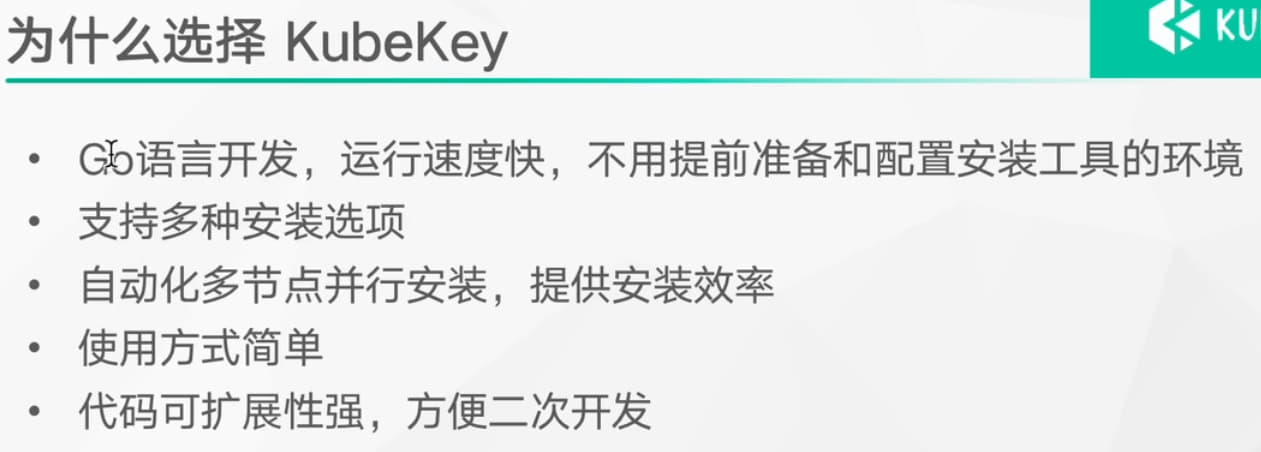 为什么选择 KubeKey
KU
• Go语言开发，运行速度快，不用提前准备和配置安装工具的环境
• 支持多种安装选项
• 自动化多节点并行安装，提供安装效率
• 使用方式简单
• 代码可扩展性强，方便二次开发